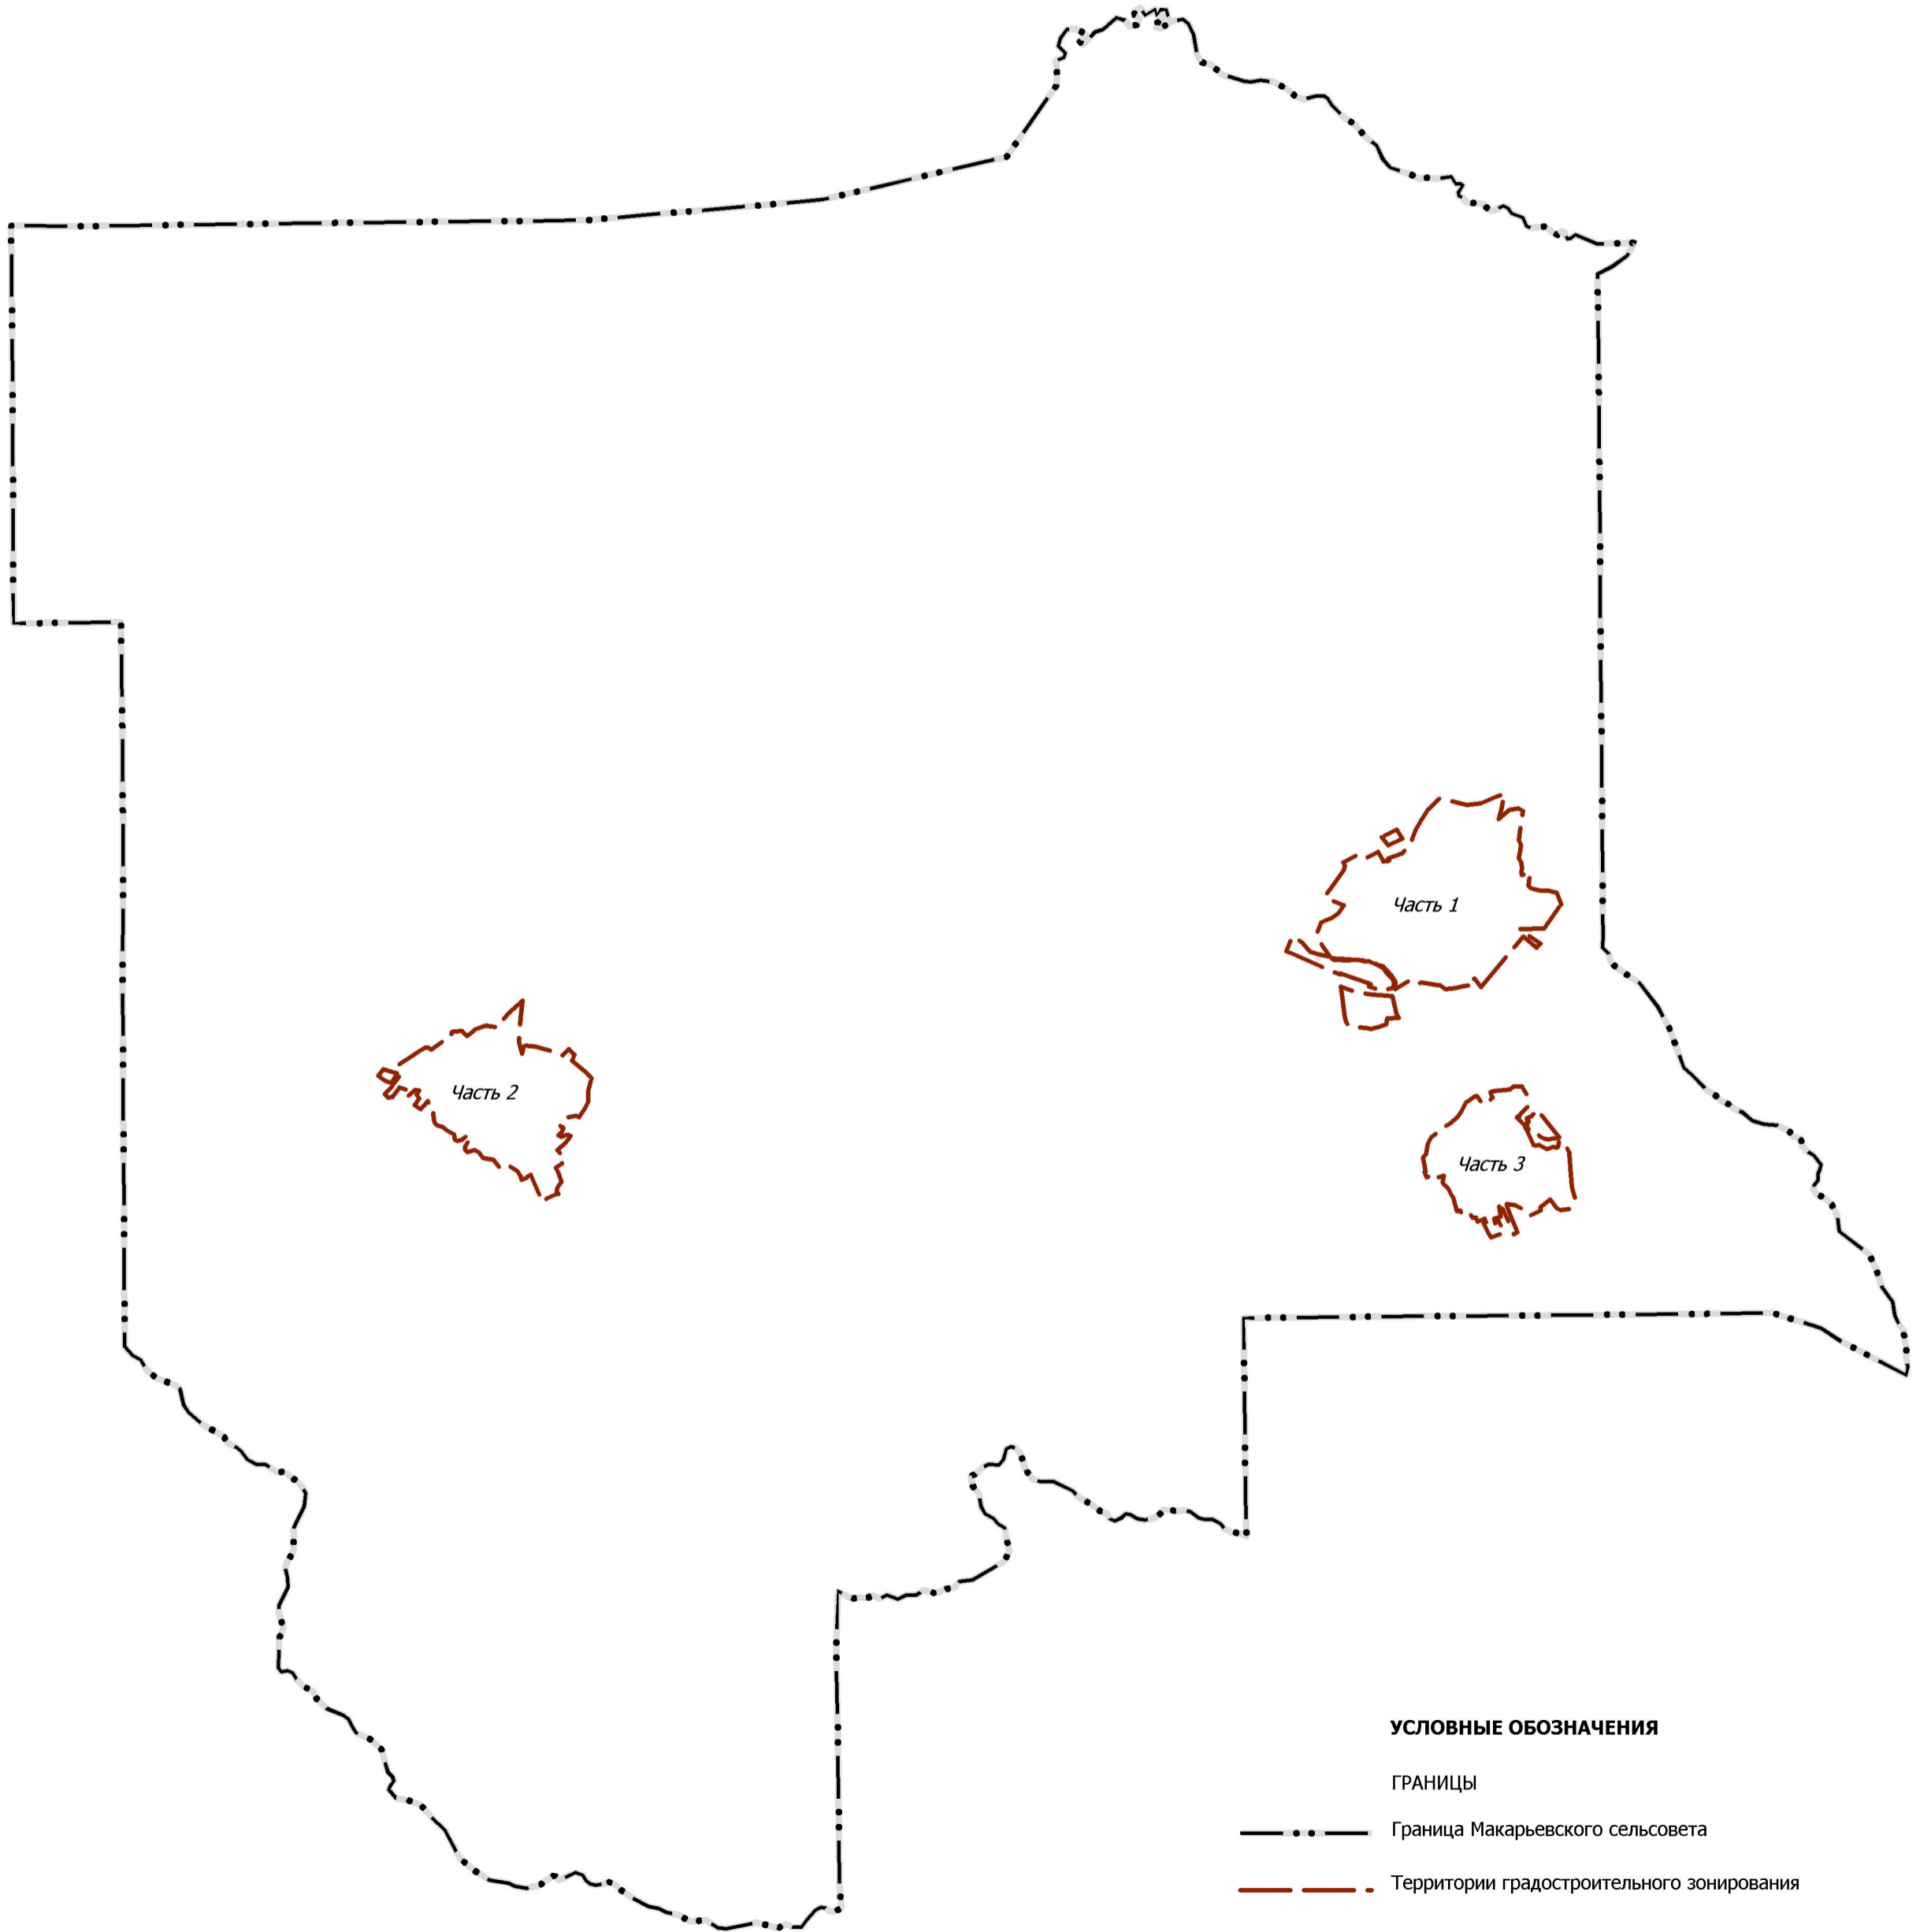 Часть 1
Часть 2
Часть 3
УСЛОВНЫЕ ОБОЗНАЧЕНИЯ
ГРАНИЦЫ
Граница Макарьевского сельсовета
Территории градостроительного зонирования